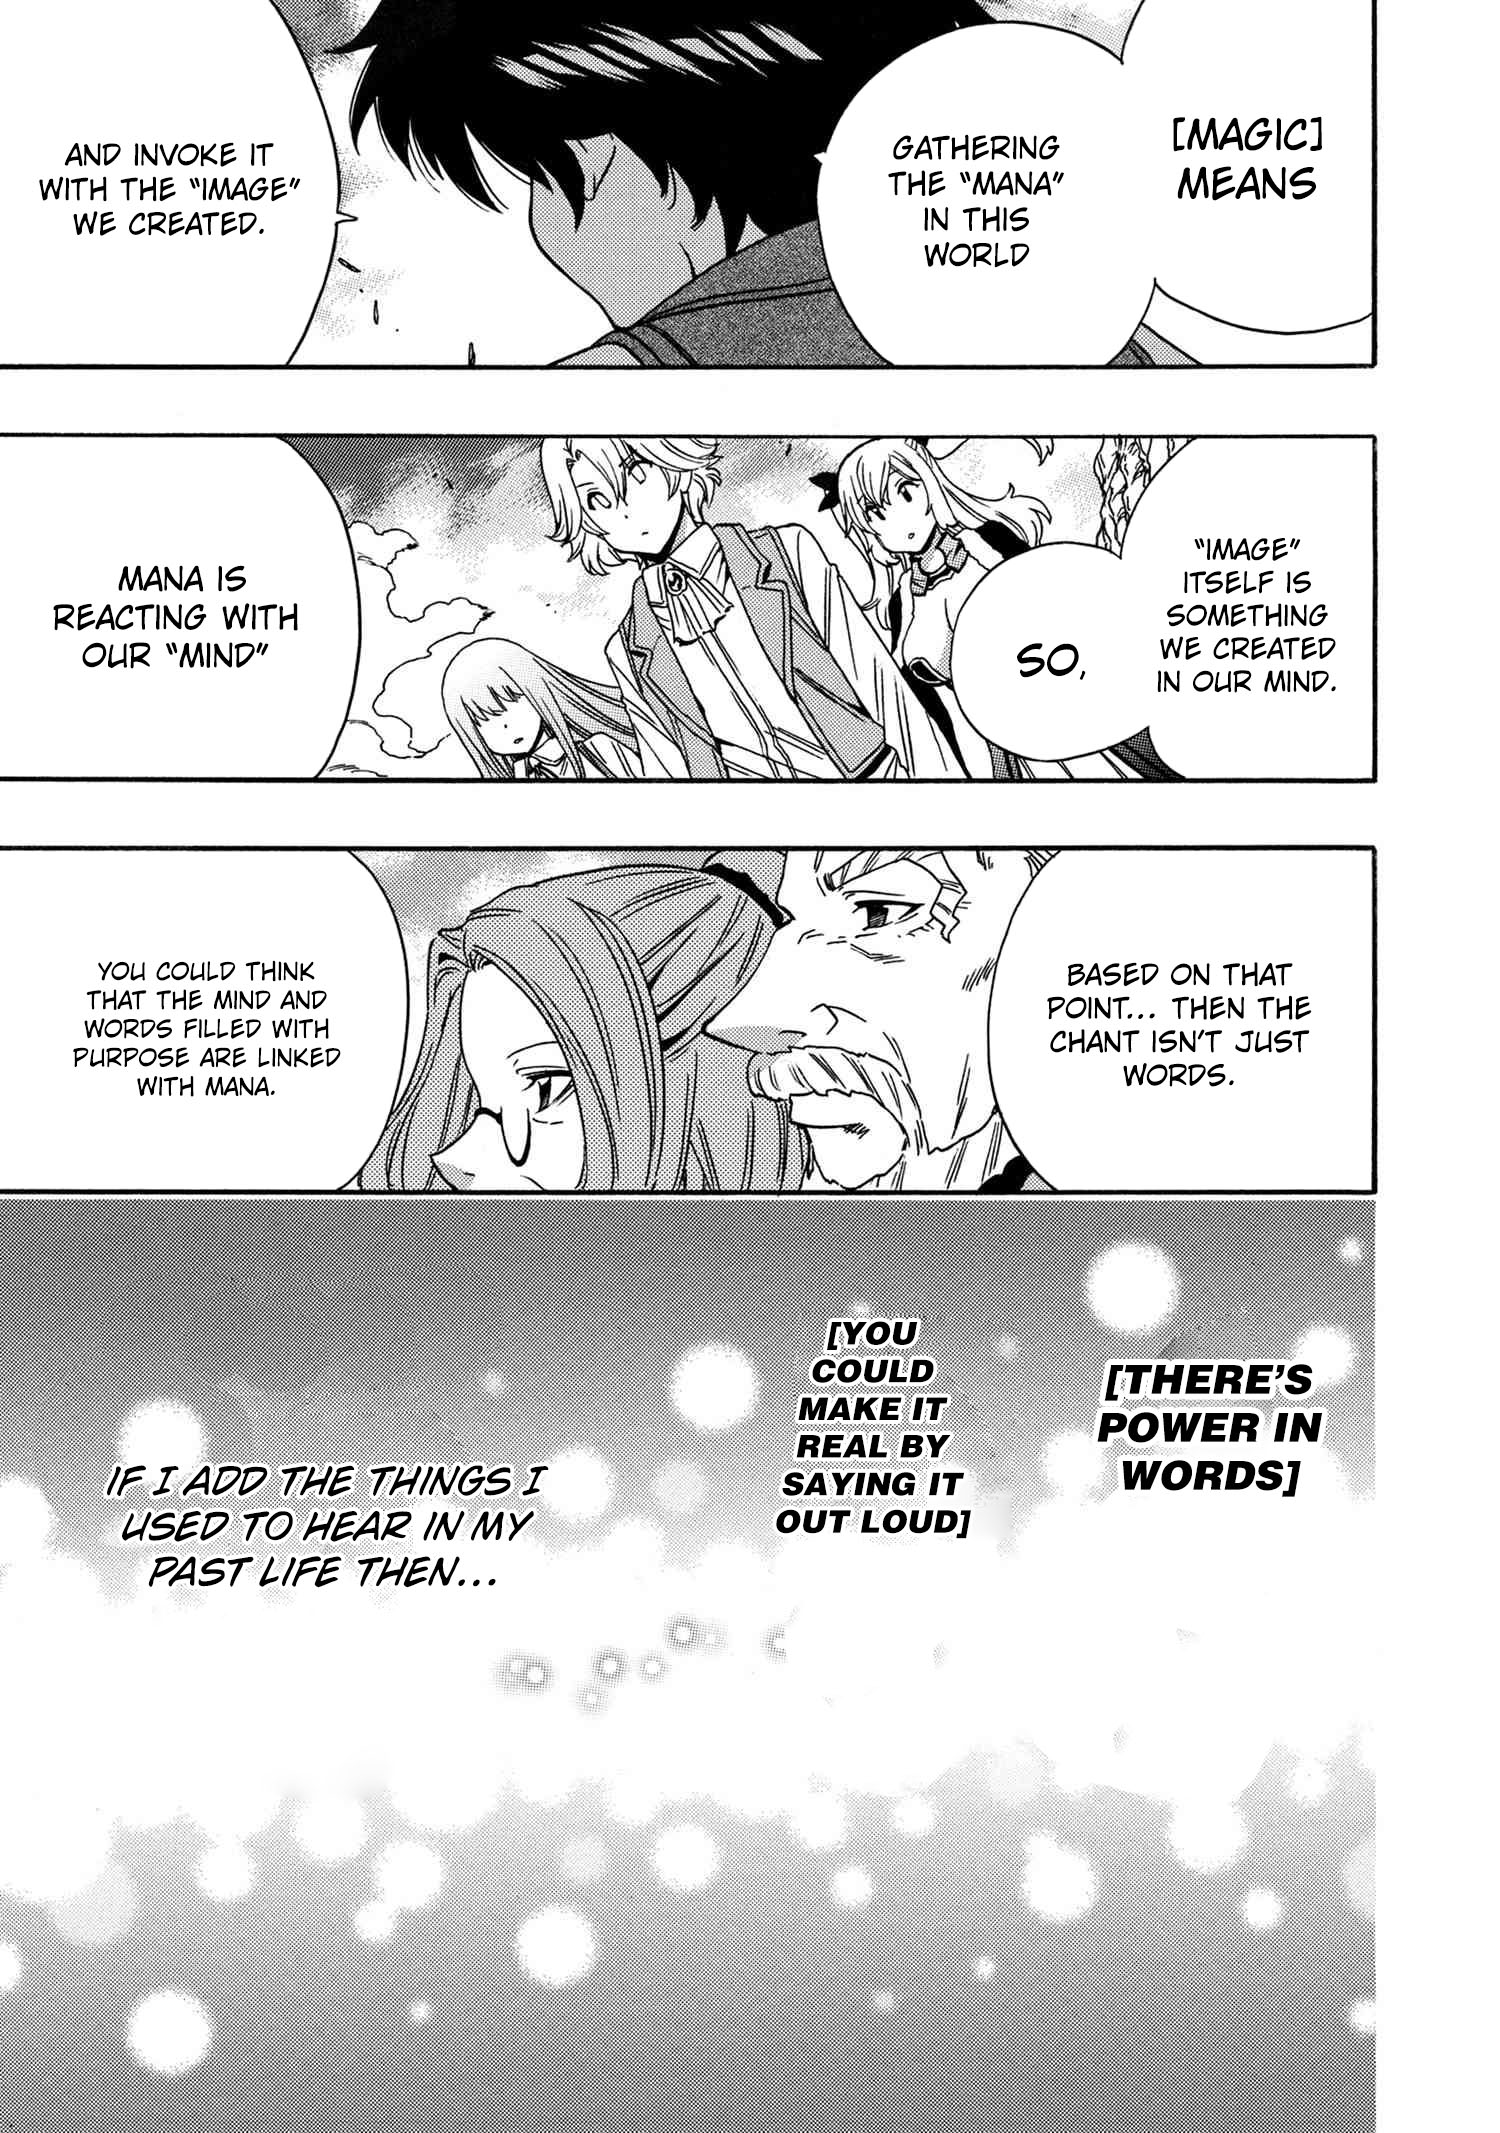 [MAGIC]
MEANS
GATHERING
THE "MANA"
IN THIS
WORLD
AND INVOKE IT
WITH THE "IMAGE"
WE CREATED.
"IMAGE"
ITSELF IS
SOMETHING
WE CREATED
IN OUR MIND.
SO,
MANA IS
REACTING WITH
OUR "MIND"
BASED ON THAT
POINT... THEN THE
CHANT ISN'T JUST
WORDS.
YOU COULD THINK
THAT THE MIND AND
WORDS FILLED WITH
PURPOSE ARE LINKED
WITH MANA.
[THERE'S
POWER IN
WORDS]
[YOU
COULD
MAKE IT
REAL BY
SAYING IT
OUT LOUD]
IF I ADD THE THINGS I
USED TO HEAR IN MY
PAST LIFE THEN...